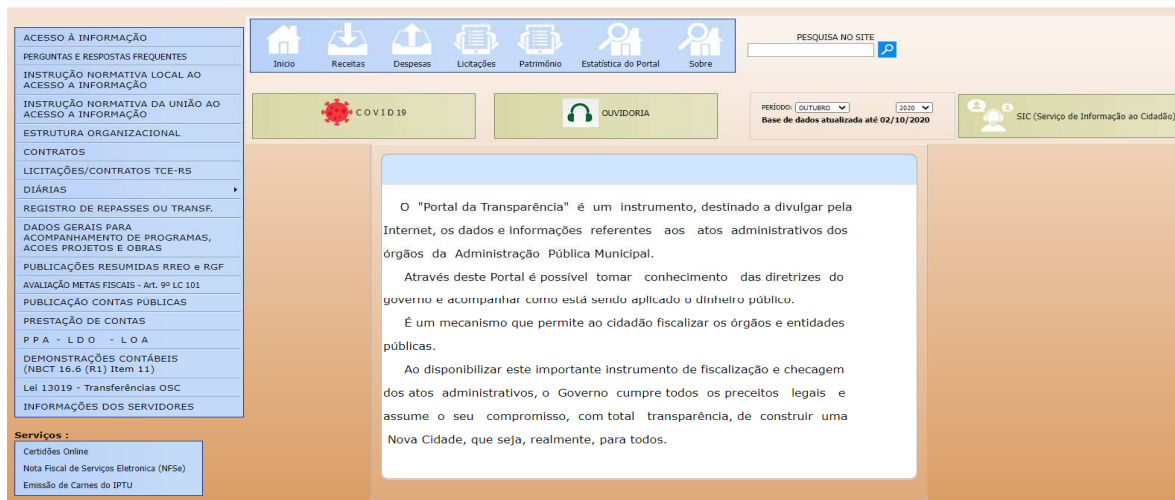 ACESSO À INFORMAÇÃO
PERGUNTAS E RESPOSTAS FREQUENTES
INSTRUÇÃO NORMATIVA LOCAL AO
ACESSO A INFORMAÇÃO
INSTRUÇÃO NORMATIVA DA UNIÃO AO
ACESSO A INFORMAÇÃO
ESTRUTURA ORGANIZACIONAL
CONTRATOS
LICITAÇÕES/CONTRATOS TCE-RS
DIÁRIAS
REGISTRO DE REPASSES OU TRANSF.
DADOS GERAIS PARA
ACOMPANHAMENTO DE PROGRAMAS,
ACOES PROJETOS E OBRAS
PUBLICAÇÕES RESUMIDAS RREO e RGF
AVALIAÇÃO METAS FISCAIS - Art. 9º LC 101
PUBLICAÇÃO CONTAS PÚBLICAS
PRESTAÇÃO DE CONTAS
P P A - L D O - L O A
DEMONSTRAÇÕES CONTÁBEIS
(NBCT 16.6 (R1) Item 11)
Lei 13019 - Transferências OSC
INFORMAÇÕES DOS SERVIDORES
Serviços :
Certidões Online
Nota Fiscal de Serviços Eletronica (NFSe)
Emissão de Carnes do IPTU
Inicio
Receitas
Despesas
Licitações
Patrimônio
Estatística do Portal
Sobre
PESQUISA NO SITE
C O V I D 19
OUVIDORIA
PERÍODO: OUTUBRO 2020
Base de dados atualizada até 02/10/2020
SIC (Serviço de Informação ao Cidadão)
O "Portal da Transparência" é um instrumento, destinado a divulgar pela
Internet, os dados e informações referentes aos atos administrativos dos
órgãos da Administração Pública Municipal.
Através deste Portal é possível tomar conhecimento das diretrizes do
governo e acompanhar como está sendo aplicado o dinheiro público.
É um mecanismo que permite ao cidadão fiscalizar os órgãos e entidades
públicas.
Ao disponibilizar este importante instrumento de fiscalização e checagem
dos atos administrativos, o Governo cumpre todos os preceitos legais e
assume o seu compromisso, com total transparência, de construir uma
Nova Cidade, que seja, realmente, para todos.